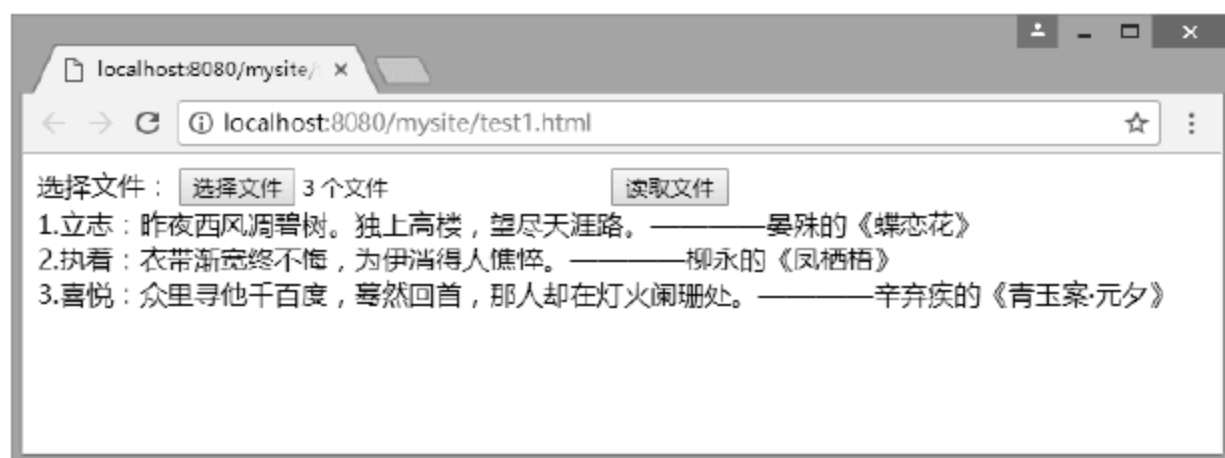 localhost:8080/mysite/
localhost:8080/mysite/test1.html
选择文件： 选择文件 3 个文件 读取文件
1.立志：昨夜西风凋碧树。独上高楼，望尽天涯路。————晏殊的《蝶恋花》
2.执着：衣带渐宽终不悔，为伊消得人憔悴。————柳永的《凤栖梧》
3.喜悦：众里寻他千百度，蓦然回首，那人却在灯火阑珊处。————辛弃疾的《青玉案·元夕》